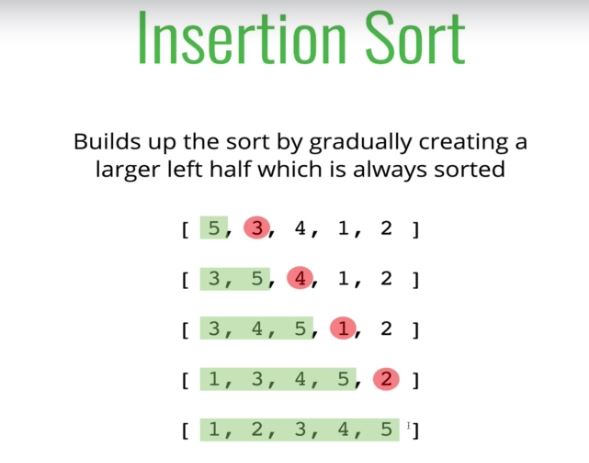 Insertion Sort
Builds up the sort by gradually creating a
larger left half which is always sorted
[ 5, 3, 4, 1, 2 ]
[ 3, 5, 4, 1, 2 ]
[ 3, 4, 5, 1, 2 ]
[ 1, 3, 4, 5, 2 ]
[ 1, 2, 3, 4, 5 ]